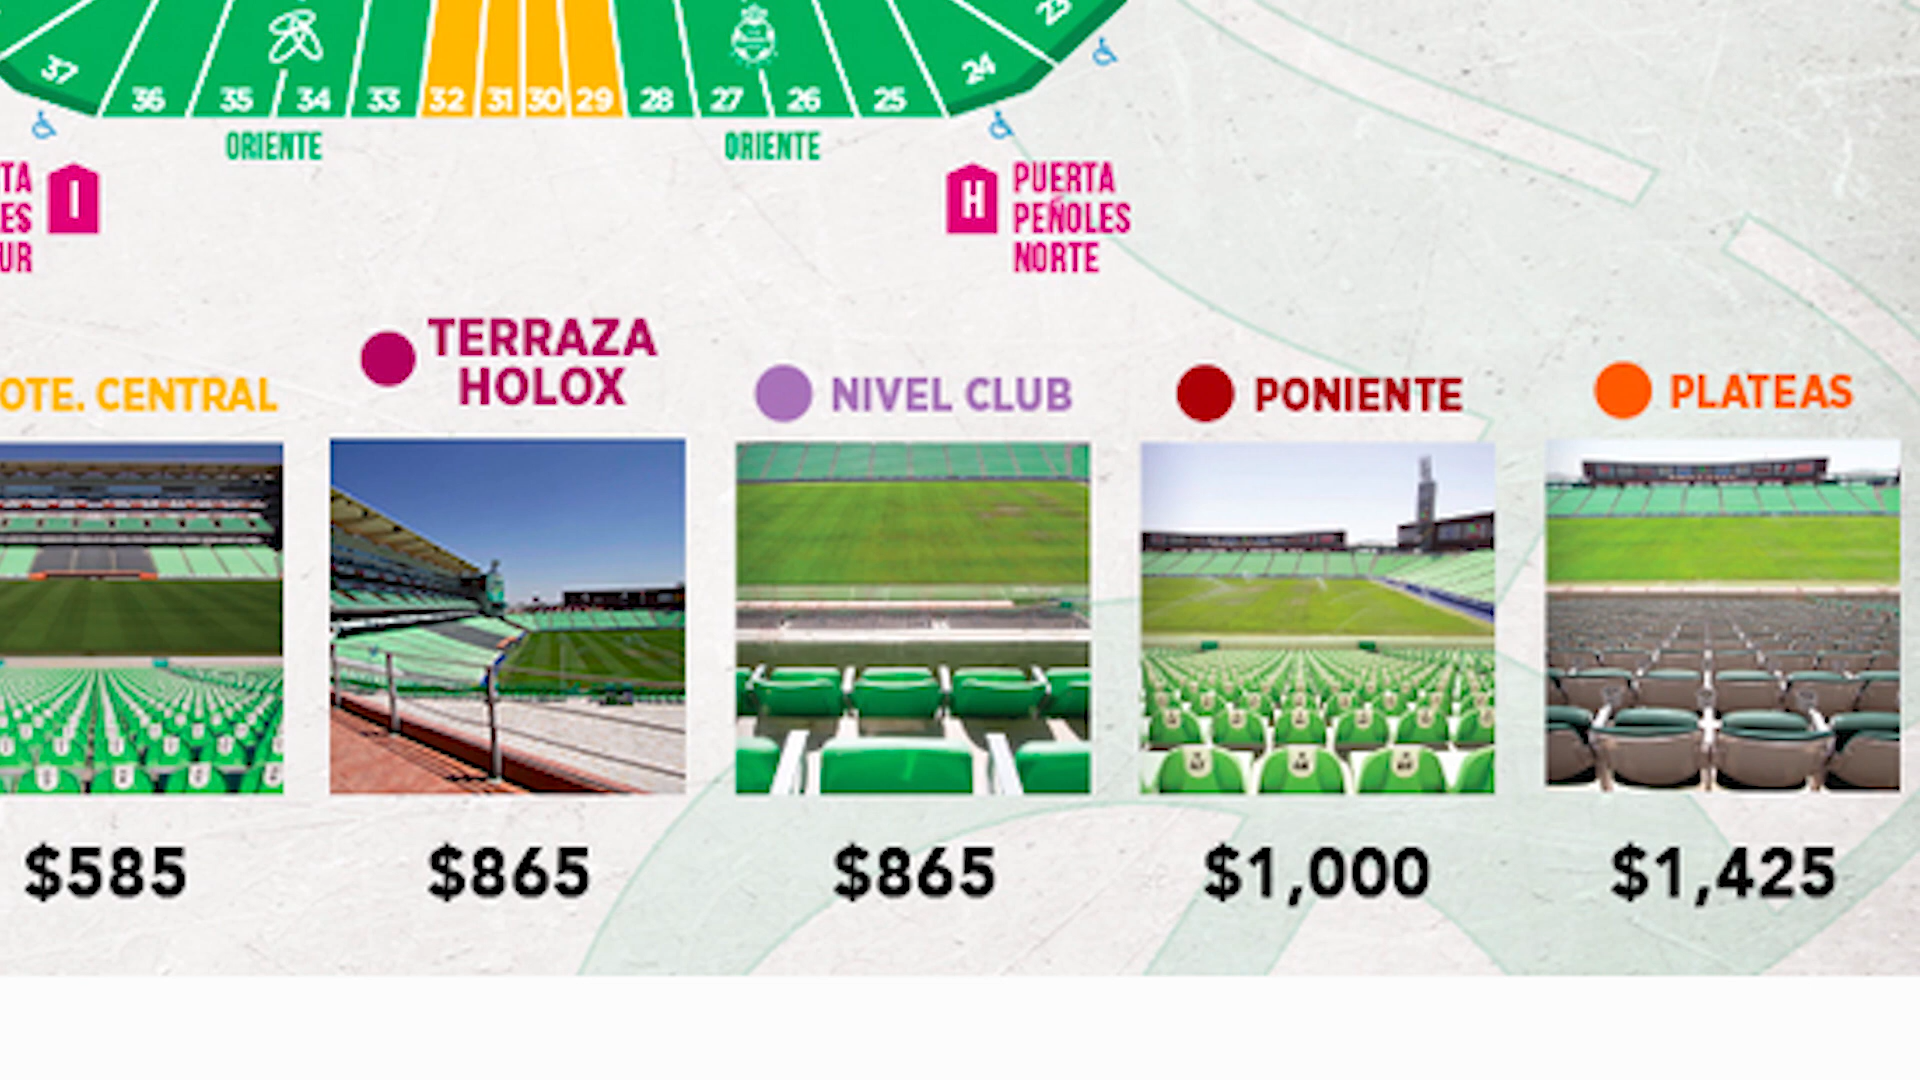 23
24
37
36 35 34 33 32 31 30 29 28 27 26 25
ORIENTE ORIENTE
TA
ES
UR
I
H
PUERTA
PEÑOLES
NORTE
OTE. CENTRAL
TERRAZA
HOLOX
NIVEL CLUB
PONIENTE
PLATEAS
$585 $865 $865 $1,000 $1,425